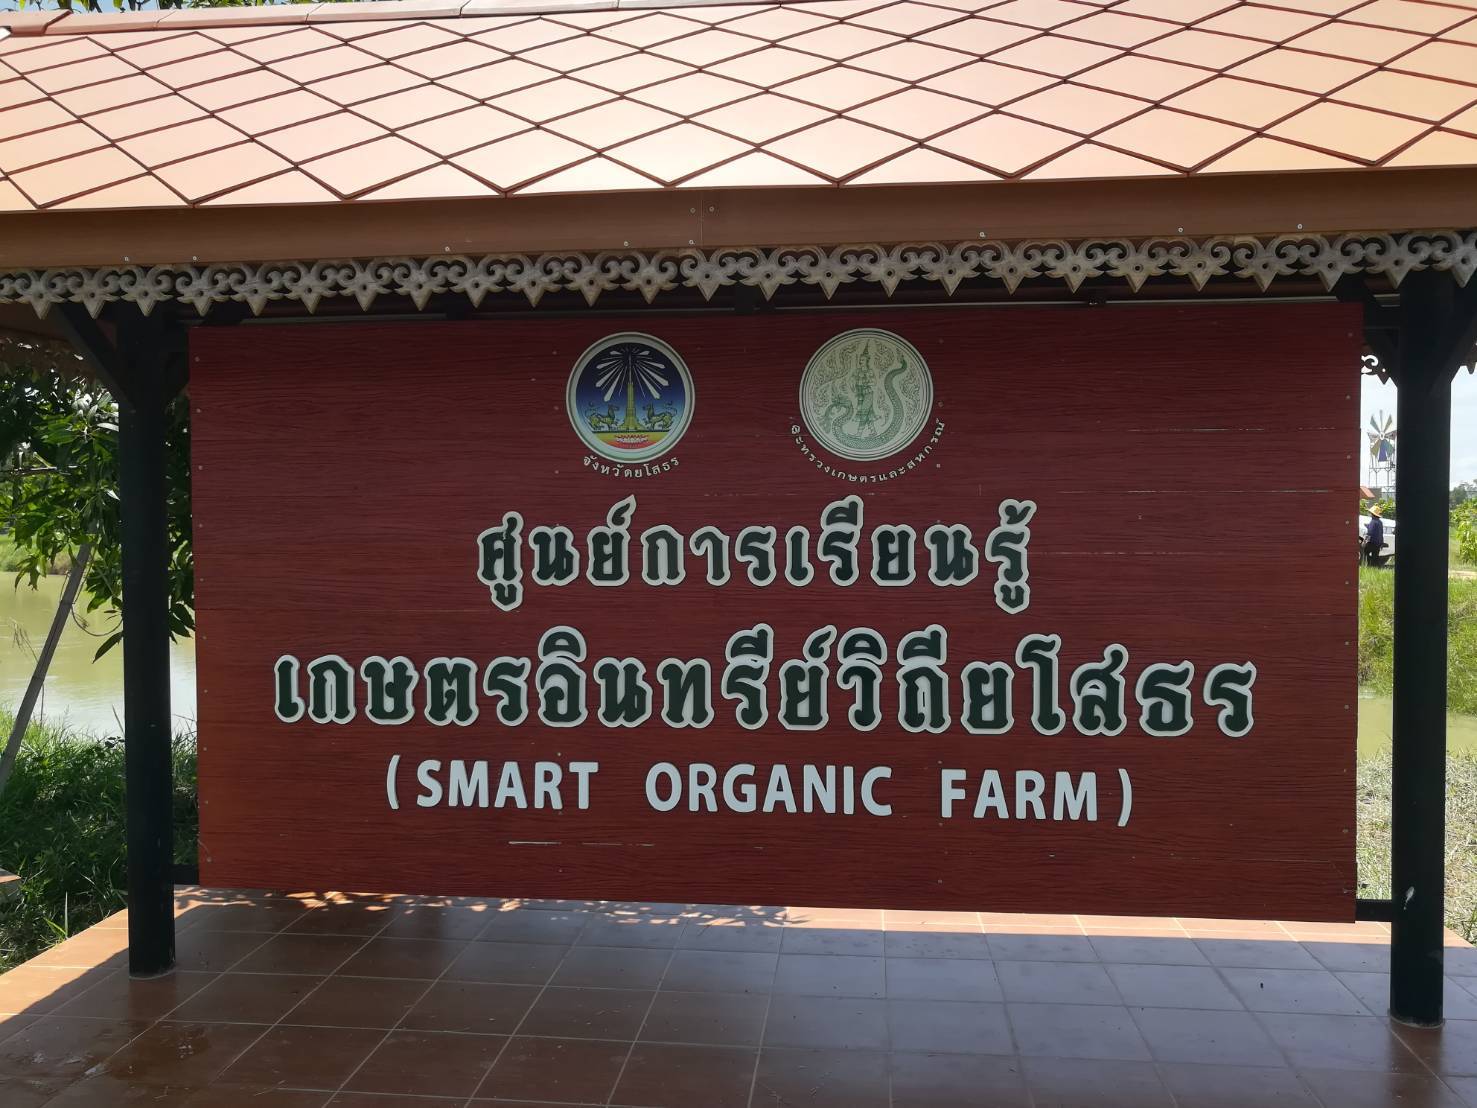 จังหวัดยโสธร
กระทรวงเกษตรและสหกรณ์
ศูนย์การเรียนรู้
เกษตรอินทรีย์วิถียโสธร
(SMART ORGANIC FARM)